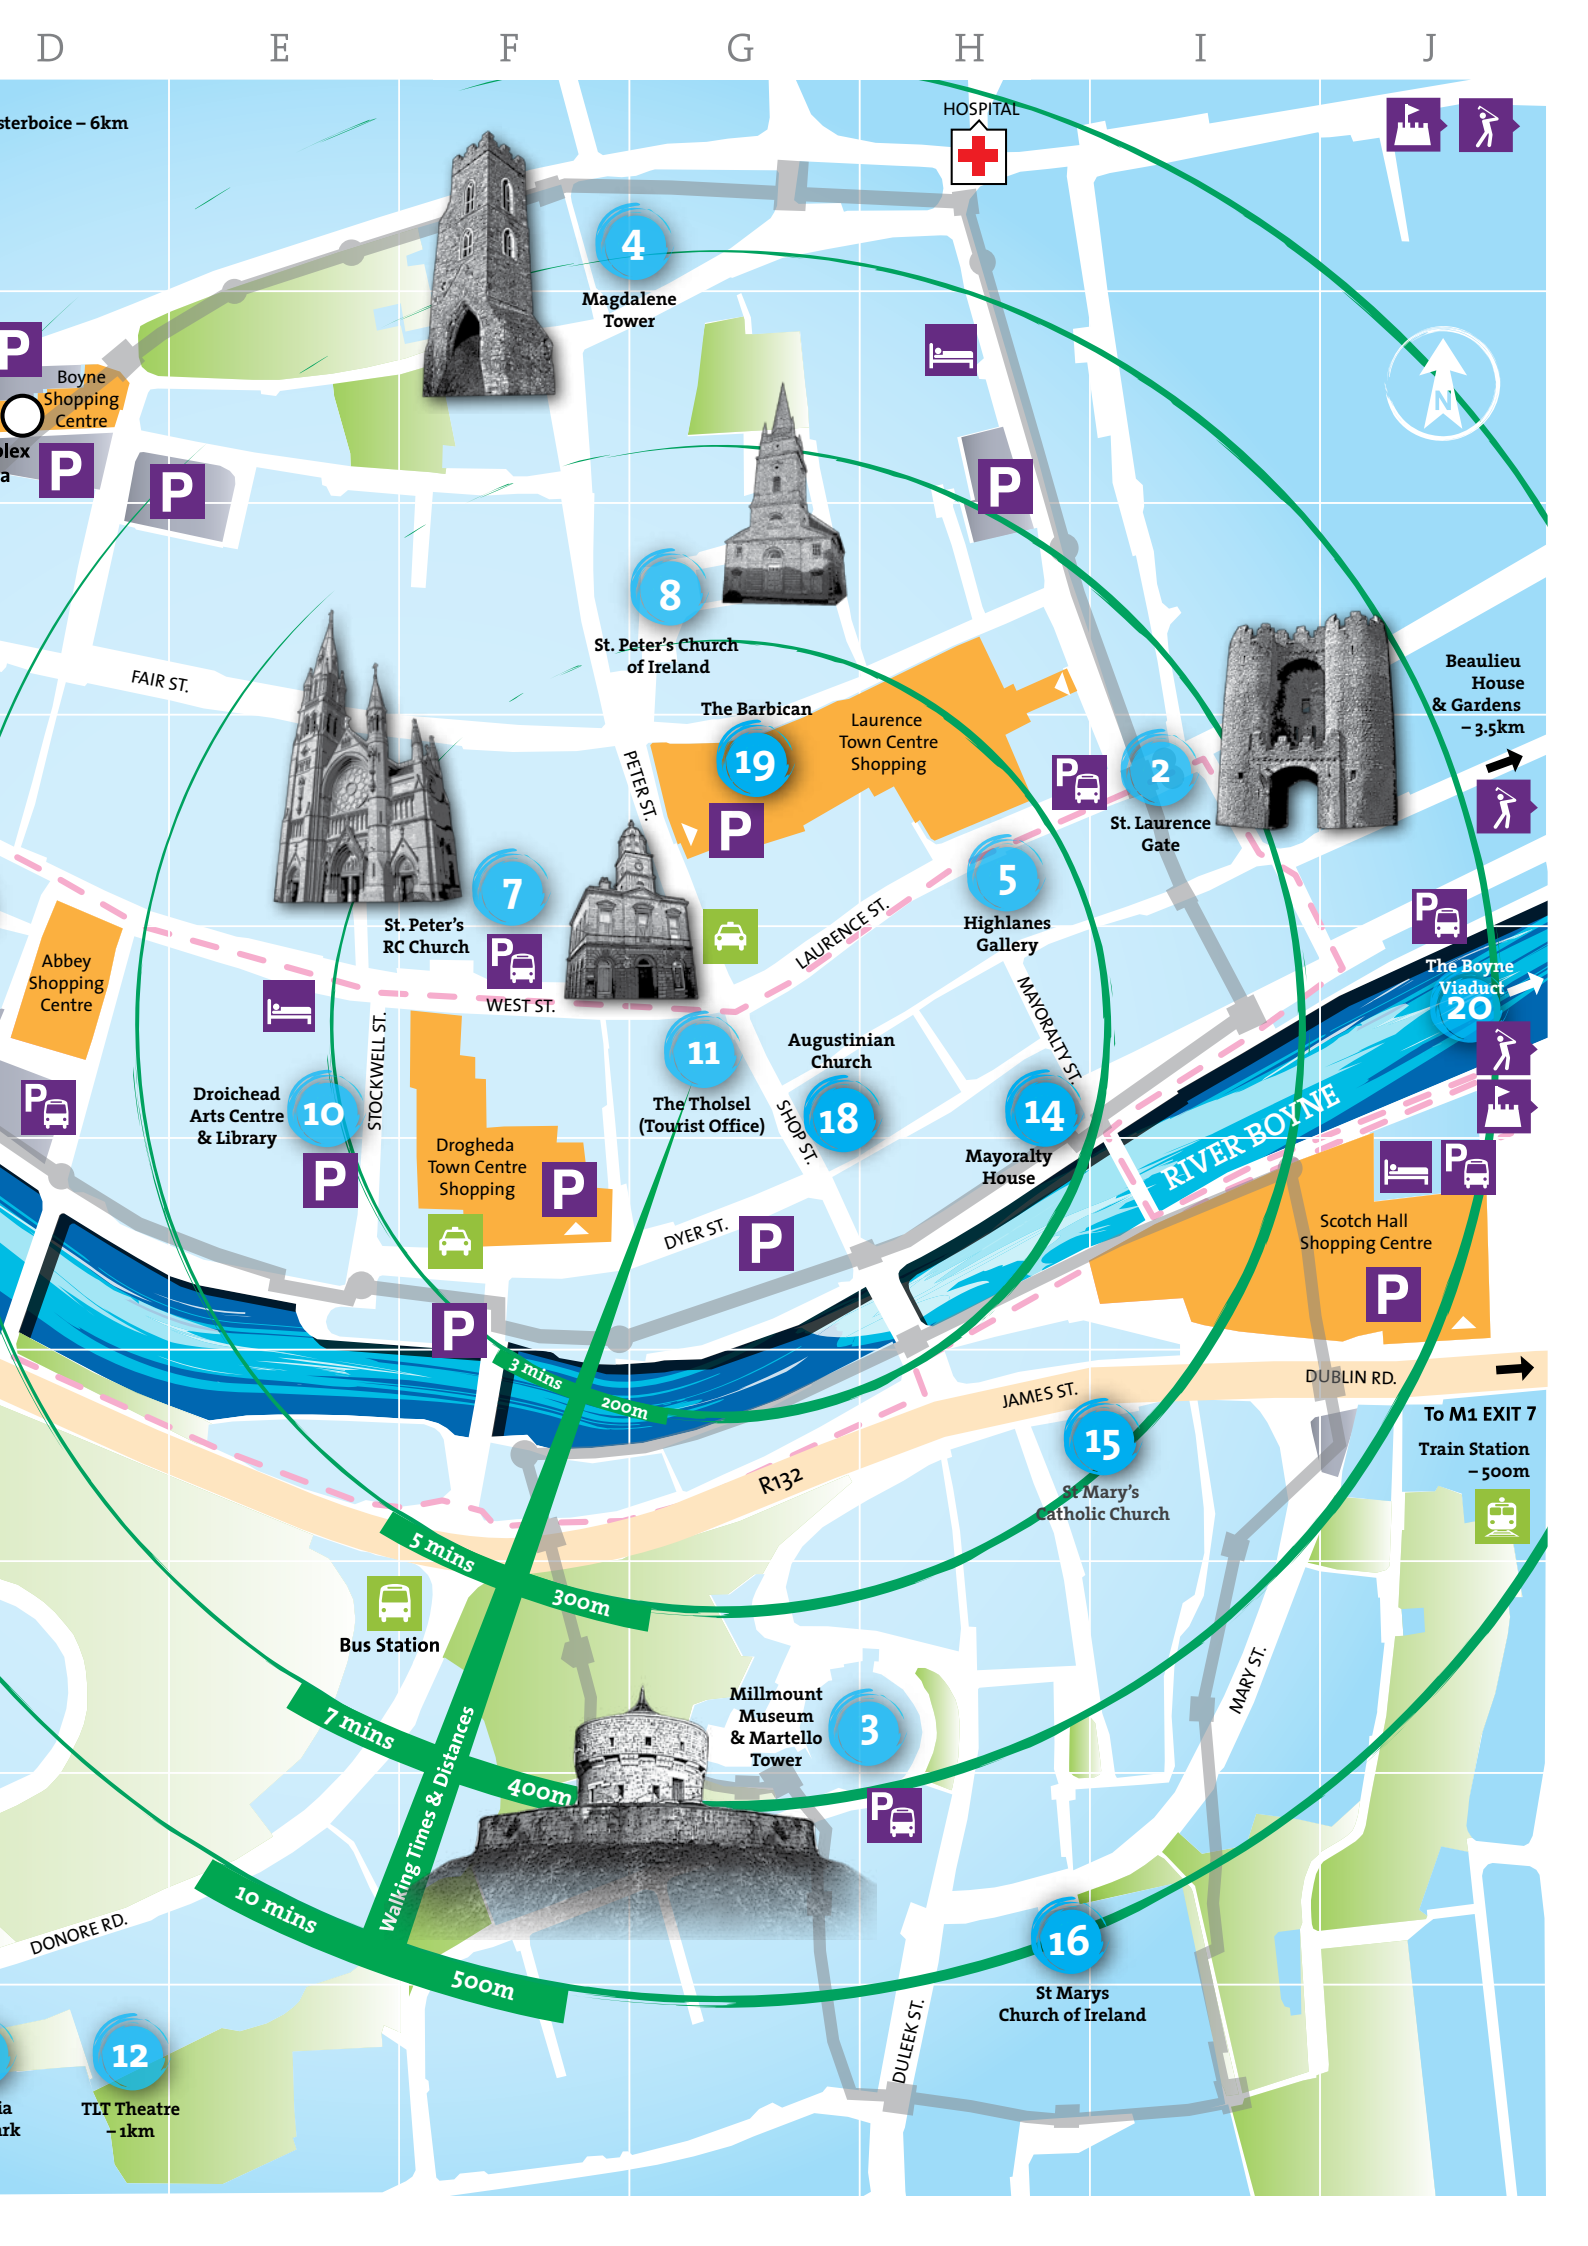 D E F G H I J
HOSPITAL
sterboice – 6km
4
Magdalene
Tower
N
P
Boyne
Shopping
Centre
plex
a
P
P
P
8
St. Peter's Church
of Ireland
FAIR ST.
Beaulieu
House
& Gardens
– 3.5km
The Barbican
19
Laurence
Town Centre
Shopping
PETER ST.
P
P
2
St. Laurence
Gate
7
St. Peter's
RC Church
P
5
Highlanes
Gallery
LAURENCE ST.
P
The Boyne
Viaduct
20
Abbey
Shopping
Centre
WEST ST.
STOCKWELL ST.
MAYORALTY ST.
11
The Tholsel
(Tourist Office)
Augustinian
Church
18
SHOP ST.
14
Mayoralty
House
P
Droichead
Arts Centre
& Library
10
P
Drogheda
Town Centre
Shopping
P
RIVER BOYNE
P
Scotch Hall
Shopping Centre
P
DYER ST.
P
P
3 mins
200m
JAMES ST.
DUBLIN RD.
To M1 EXIT 7
Train Station
– 500m
15
St Mary's
Catholic Church
R132
5 mins
300m
Bus Station
MARY ST.
Millmount
Museum
& Martello
Tower
3
P
7 mins
400m
Walking Times & Distances
10 mins
500m
DONORE RD.
16
St Marys
Church of Ireland
DULEEK ST.
12
TLT Theatre
– 1km
ia
ark